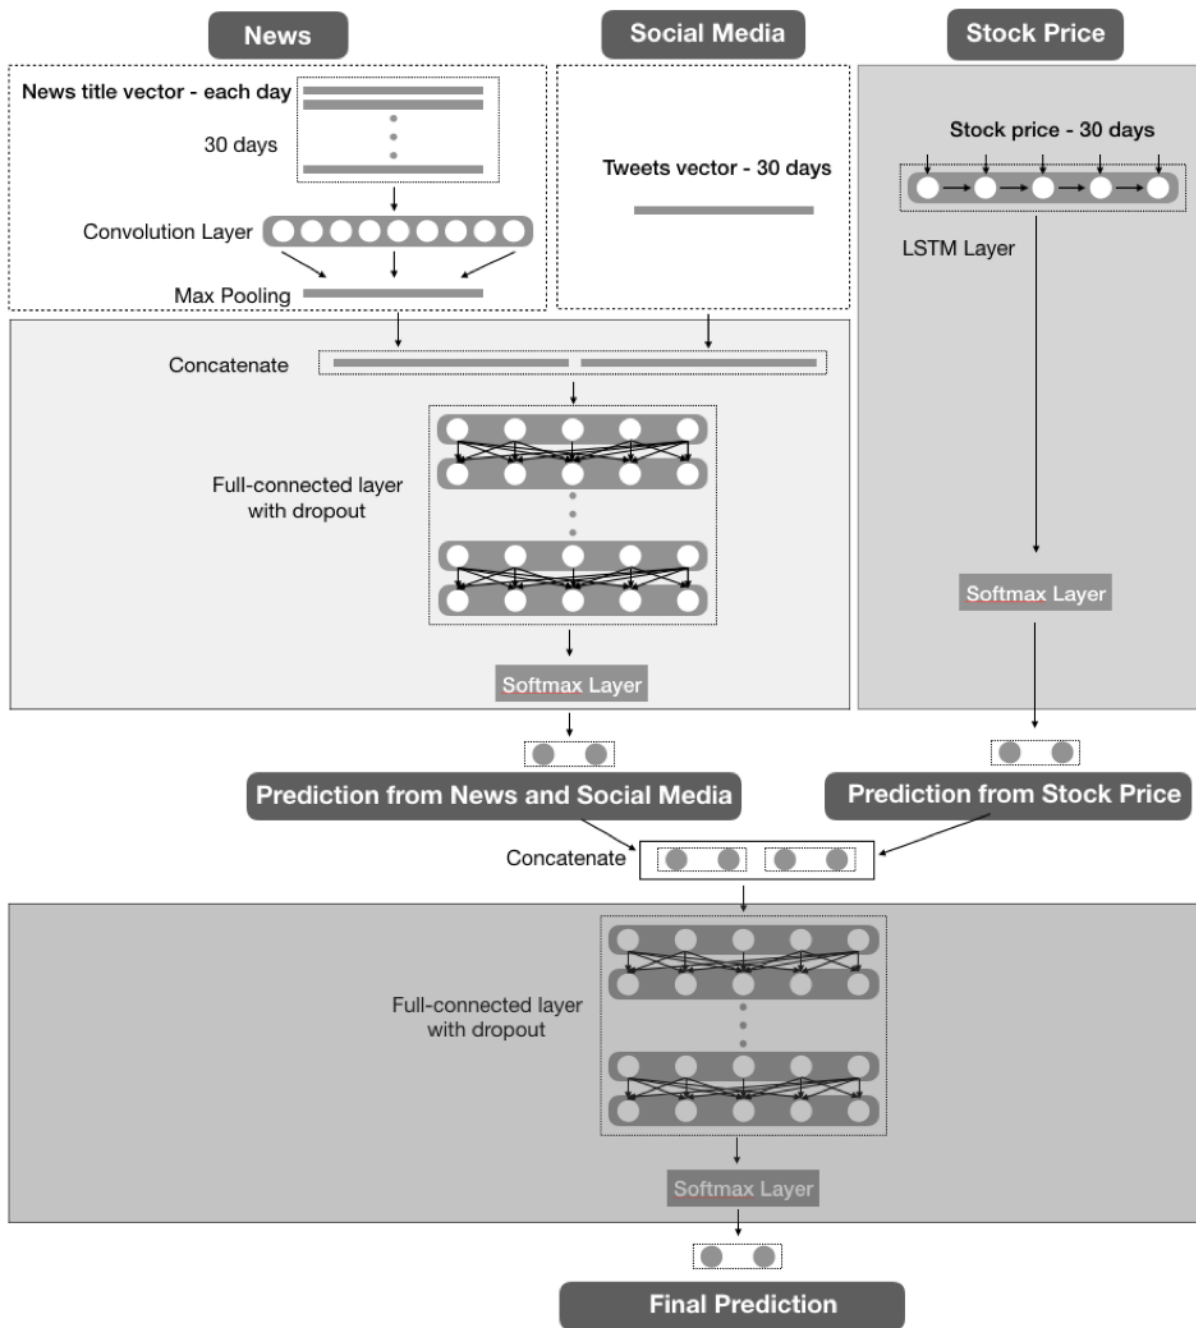 News
Social Media
Stock Price
News title vector - each day
30 days
Convolution Layer
Max Pooling
Tweets vector - 30 days
Stock price - 30 days
LSTM Layer
Concatenate
Full-connected layer
with dropout
Softmax Layer
Softmax Layer
Prediction from News and Social Media
Prediction from Stock Price
Concatenate
Full-connected layer
with dropout
Softmax Layer
Final Prediction